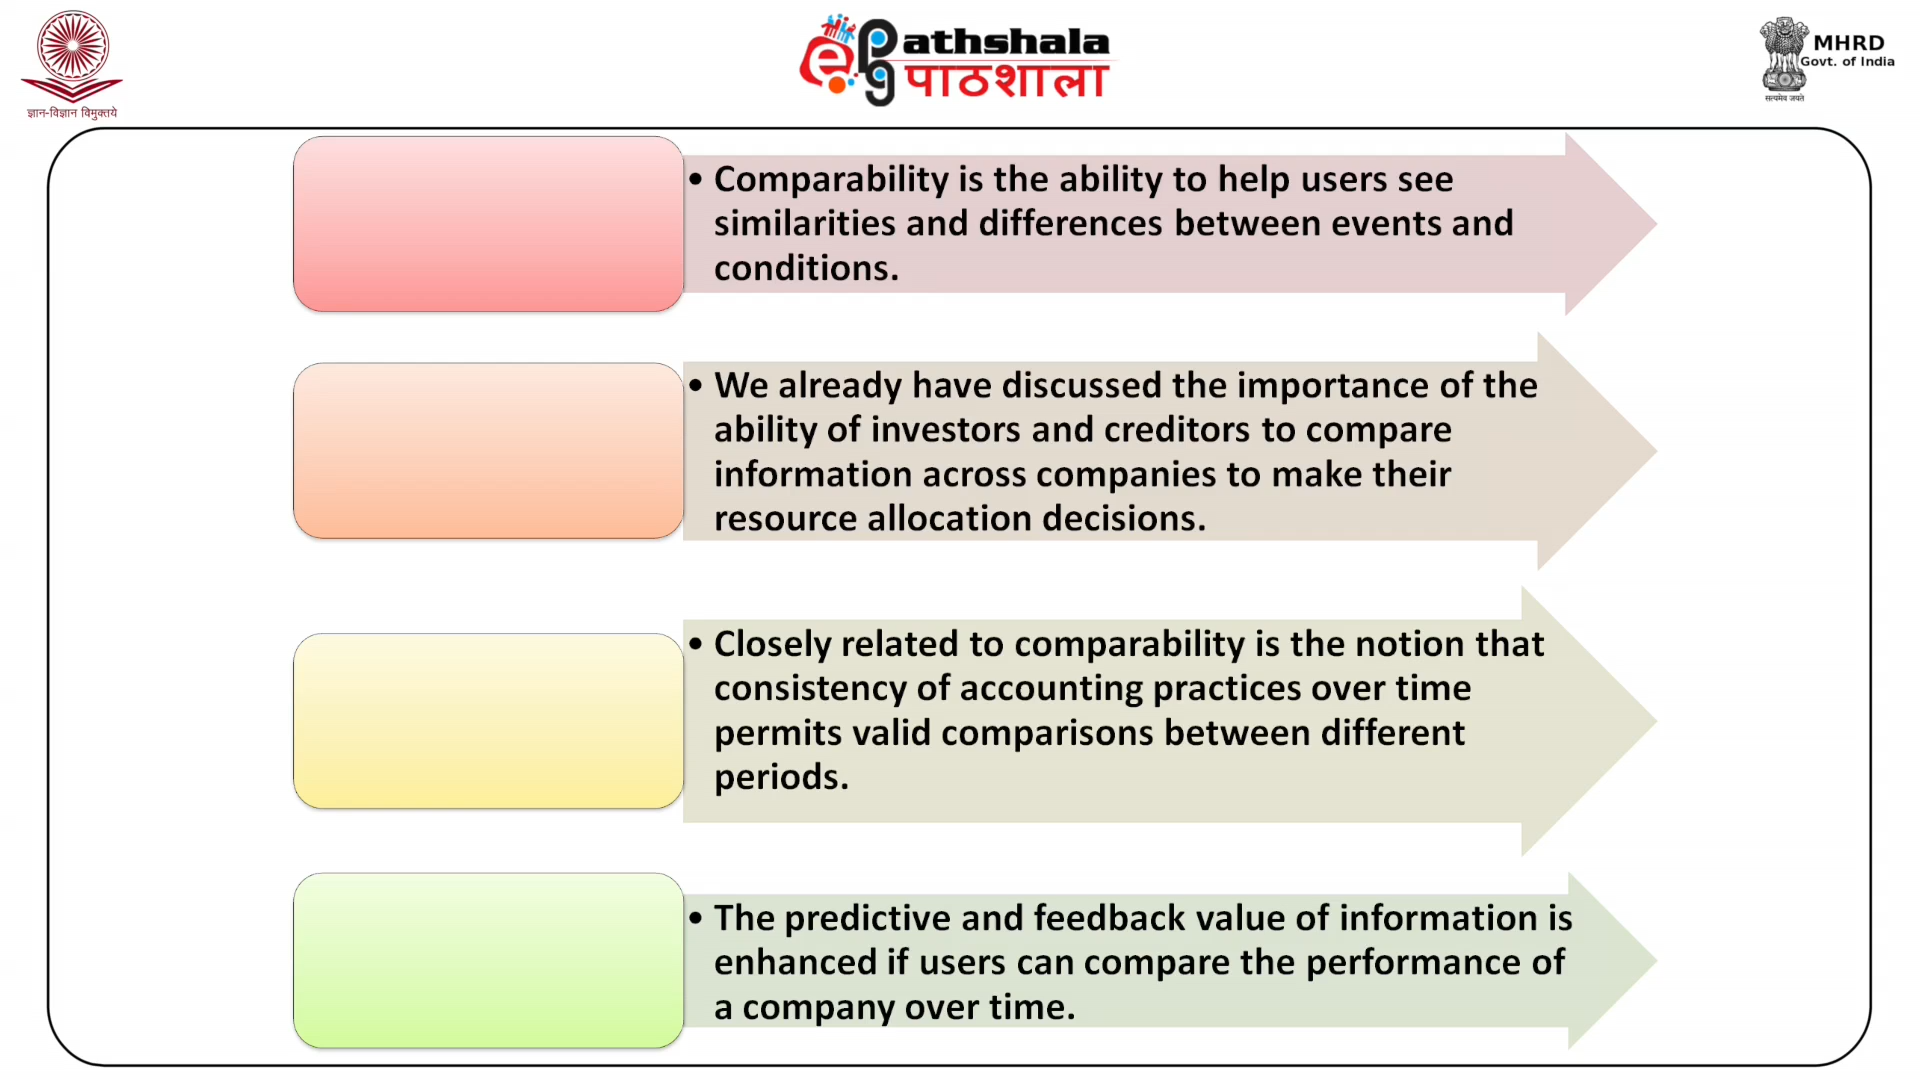 ज्ञान-विज्ञान विमुक्तये
ePG Pathshala
पाठशाला
MHRD
Govt. of India
सत्यमेव जयते
• Comparability is the ability to help users see
similarities and differences between events and
conditions.
• We already have discussed the importance of the
ability of investors and creditors to compare
information across companies to make their
resource allocation decisions.
• Closely related to comparability is the notion that
consistency of accounting practices over time
permits valid comparisons between different
periods.
• The predictive and feedback value of information is
enhanced if users can compare the performance of
a company over time.